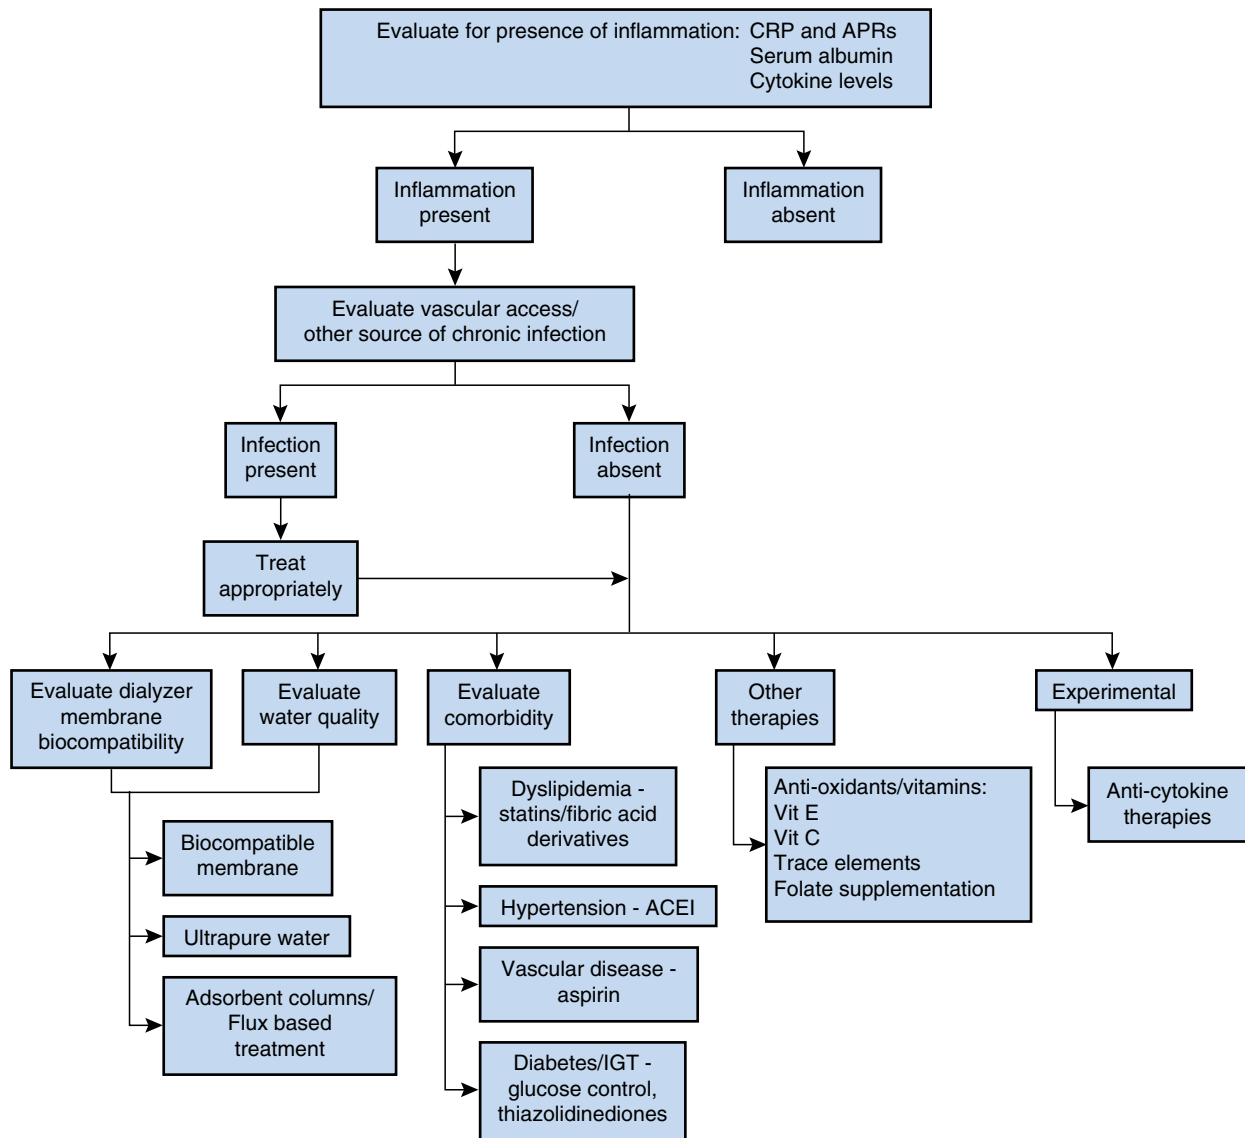 Evaluate for presence of inflammation: CRP and APRs
Serum albumin
Cytokine levels
Inflammation
present
Inflammation
absent
Evaluate vascular access/
other source of chronic infection
Infection
present
Infection
absent
Treat
appropriately
Evaluate dialyzer
membrane
biocompatibility
Evaluate
water quality
Evaluate
comorbidity
Other
therapies
Experimental
Biocompatible
membrane
Ultrapure water
Adsorbent columns/
Flux based
treatment
Dyslipidemia -
statins/fibric acid
derivatives
Hypertension - ACEI
Vascular disease -
aspirin
Diabetes/IGT -
glucose control,
thiazolidinediones
Anti-oxidants/vitamins:
Vit E
Vit C
Trace elements
Folate supplementation
Anti-cytokine
therapies